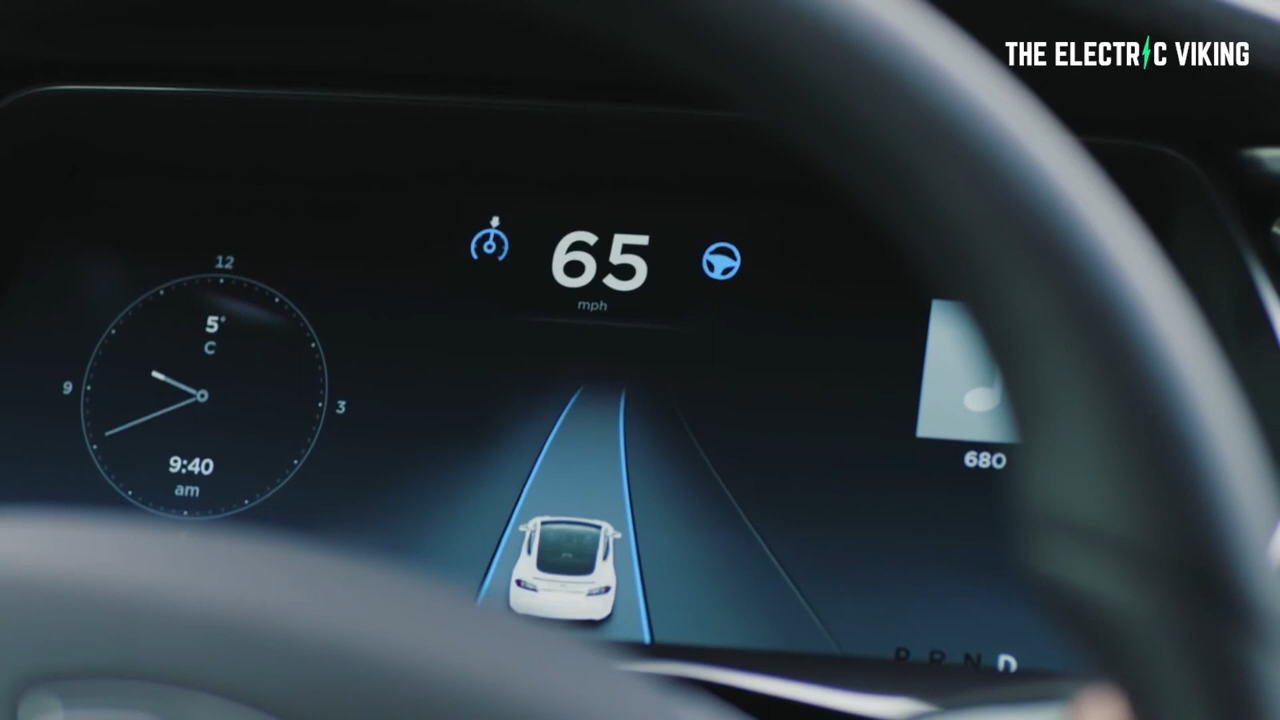 THE ELECTRIC VIKING
65
mph
12
5°
C
9
3
9:40
am
680
P R N D